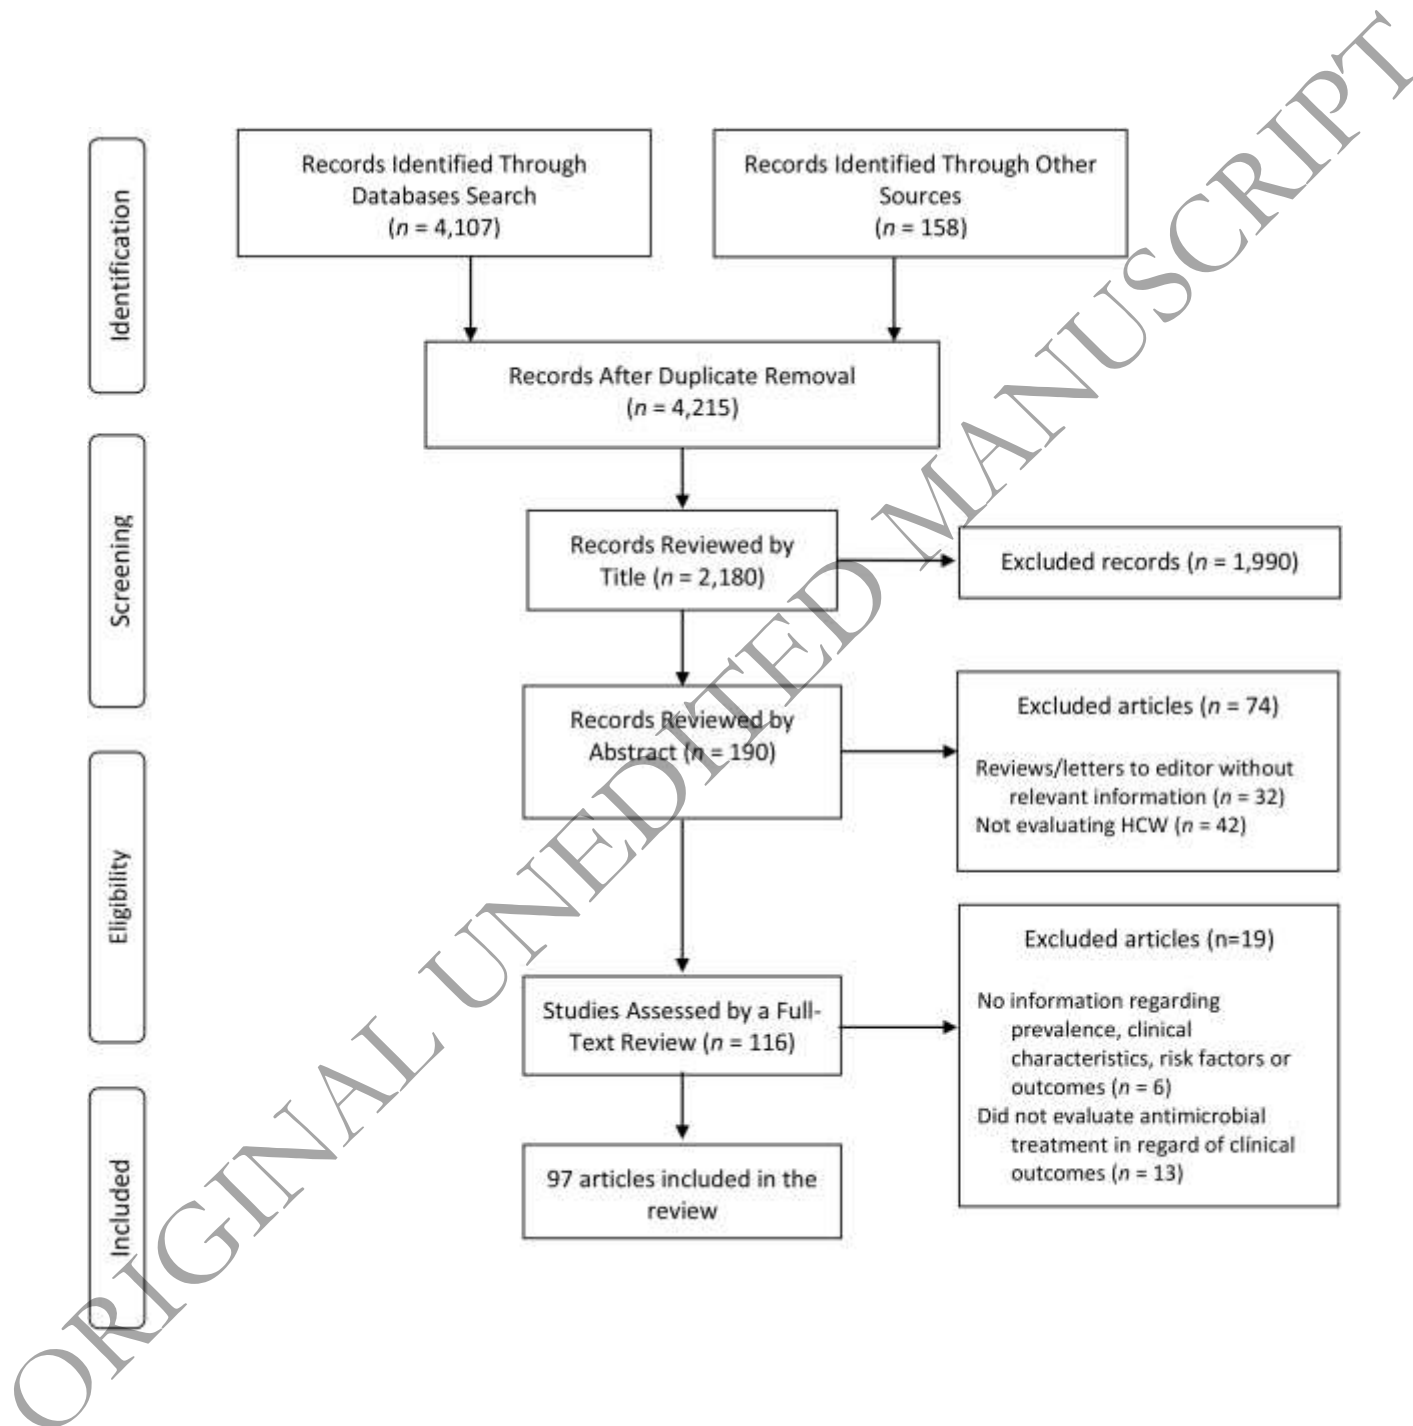 Identification
Records Identified Through
Databases Search
(n = 4,107)
Records Identified Through Other
Sources
(n = 158)
Records After Duplicate Removal
(n = 4,215)
Screening
Records Reviewed by
Title (n = 2,180)
Excluded records (n = 1,990)
Records Reviewed by
Abstract (n = 190)
Excluded articles (n = 74)
Reviews/letters to editor without
relevant information (n = 32)
Not evaluating HCW (n = 42)
Eligibility
Studies Assessed by a Full-
Text Review (n = 116)
Excluded articles (n=19)
No information regarding
prevalence, clinical
characteristics, risk factors or
outcomes (n = 6)
Did not evaluate antimicrobial
treatment in regard of clinical
outcomes (n = 13)
Included
97 articles included in the
review
ORIGINAL UNEDITED MANUSCRIPT